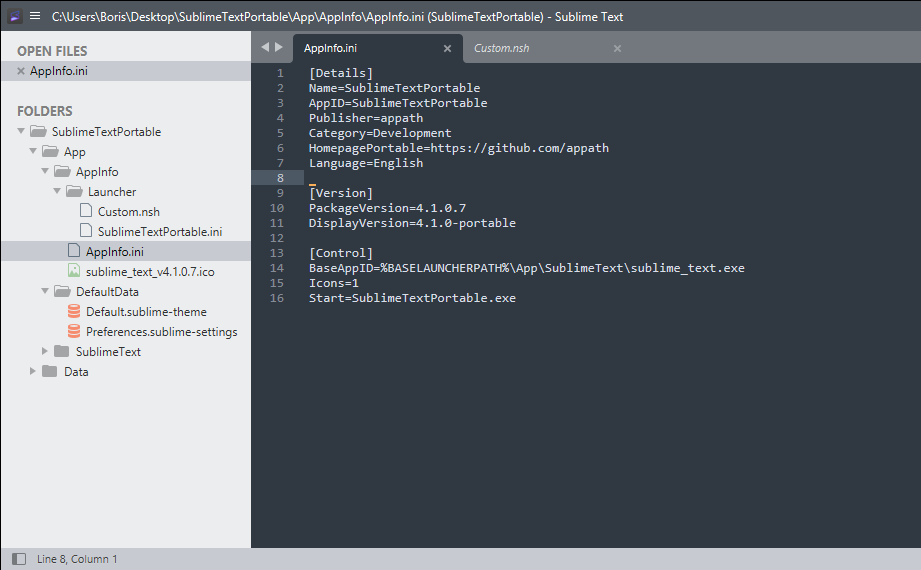 C:\Users\Boris\Desktop\SublimeTextPortable\App\AppInfo\AppInfo.ini (SublimeTextPortable) - Sublime Text
OPEN FILES
AppInfo.ini
FOLDERS
SublimeTextPortable
App
AppInfo
Launcher
Custom.nsh
SublimeTextPortable.ini
AppInfo.ini
sublime_text_v4.1.0.7.ico
DefaultData
Default.sublime-theme
Preferences.sublime-settings
SublimeText
Data
AppInfo.ini
Custom.nsh
1 [Details]
2 Name=SublimeTextPortable
3 AppID=SublimeTextPortable
4 Publisher=appath
5 Category=Development
6 HomepagePortable=https://github.com/appath
7 Language=English
8
9 [Version]
10 PackageVersion=4.1.0.7
11 DisplayVersion=4.1.0-portable
12
13 [Control]
14 BaseAppID=%BASELAUNCHERPATH%\App\SublimeText\sublime_text.exe
15 Icons=1
16 Start=SublimeTextPortable.exe
Line 8, Column 1